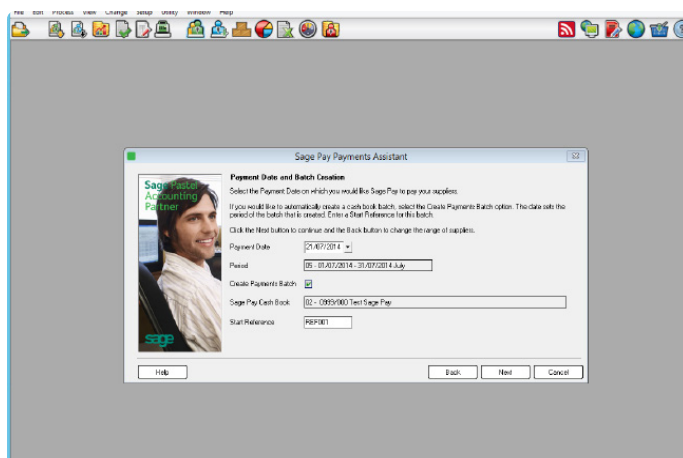 File Edit Process View Change Setup Utility Window Help
Sage Pay Payments Assistant
Sage Pastel
Accounting
Partner
sage
Payment Date and Batch Creation
Select the Payment Date on which you would like Sage Pay to pay your suppliers.
If you would like to automatically create a cash book batch, select the Create Payments Batch option. The date sets the
period of the batch that is created. Enter a Start Reference for this batch.
Click the Next button to continue and the Back button to change the range of suppliers.
Payment Date 21/07/2014
Period 05 - 01/07/2014 - 31/07/2014 July
Create Payments Batch
Sage Pay Cash Book 02 - 0999/000 Test Sage Pay
Start Reference REF001
Help Back Next Cancel